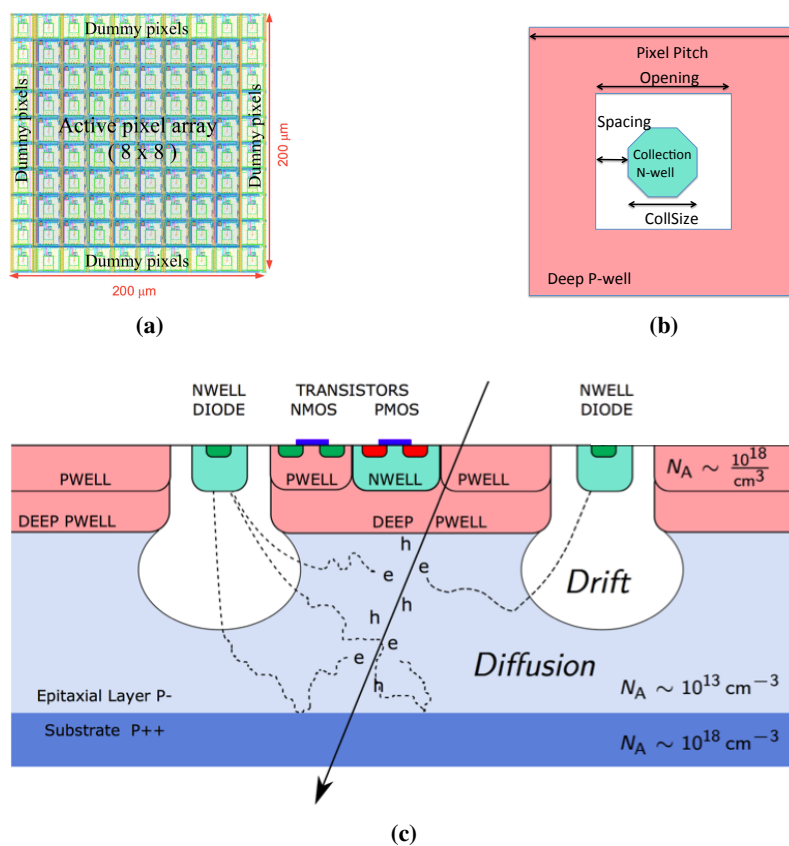 Dummy pixels
Dummy pixels
Active pixel array
( 8 x 8 )
Dummy pixels
200 µm
Dummy pixels
200 µm
(a)
Pixel Pitch
Opening
Spacing
Collection
N-well
CollSize
Deep P-well
(b)
NWELL
DIODE
TRANSISTORS
NMOS PMOS
NWELL
DIODE
PWELL
PWELL
NWELL
PWELL
N_A ~ 10^18/cm^3
DEEP PWELL
DEEP PWELL
h
e
e
Drift
h
h
e
e
Diffusion
h
Epitaxial Layer P-
N_A ~ 10^13 cm^−3
Substrate P++
N_A ~ 10^18 cm^−3
(c)